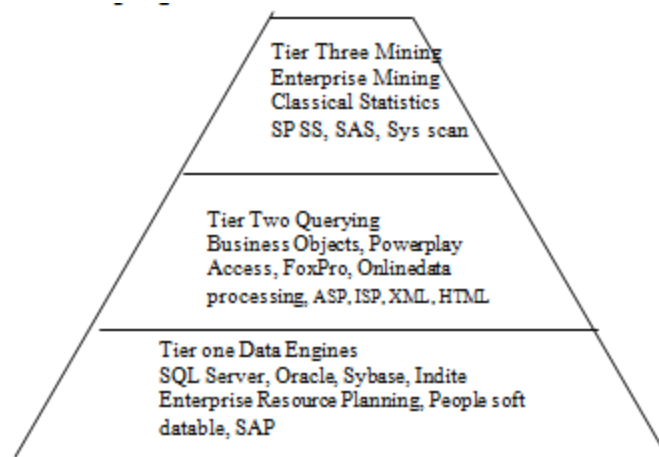 Tier Three Mining
Enterprise Mining
Classical Statistics
SPSS, SAS, Sys scan
Tier Two Querying
Business Objects, Powerplay
Access, FoxPro, Onlinedata
processing, ASP, ISP, XML, HTML
Tier one Data Engines
SQL Server, Oracle, Sybase, Indite
Enterprise Resource Planning, People soft
datable, SAP